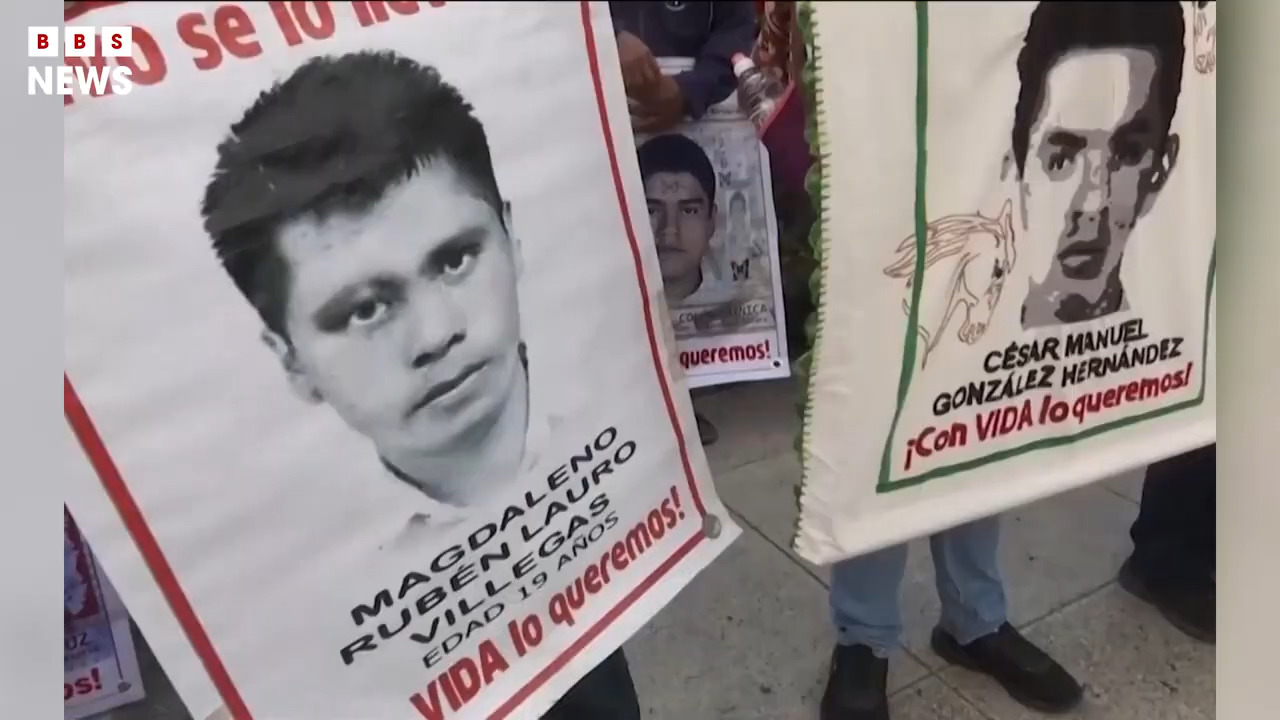 BBS
NEWS
no se lo
MAGDALENO
RUBÉN LAURO
VILLEGAS
EDAD 19 AÑOS
VIDA lo queremos!
queremos!
CÉSAR MANUEL
GONZÁLEZ HERNÁNDEZ
¡Con VIDA lo queremos!
os!